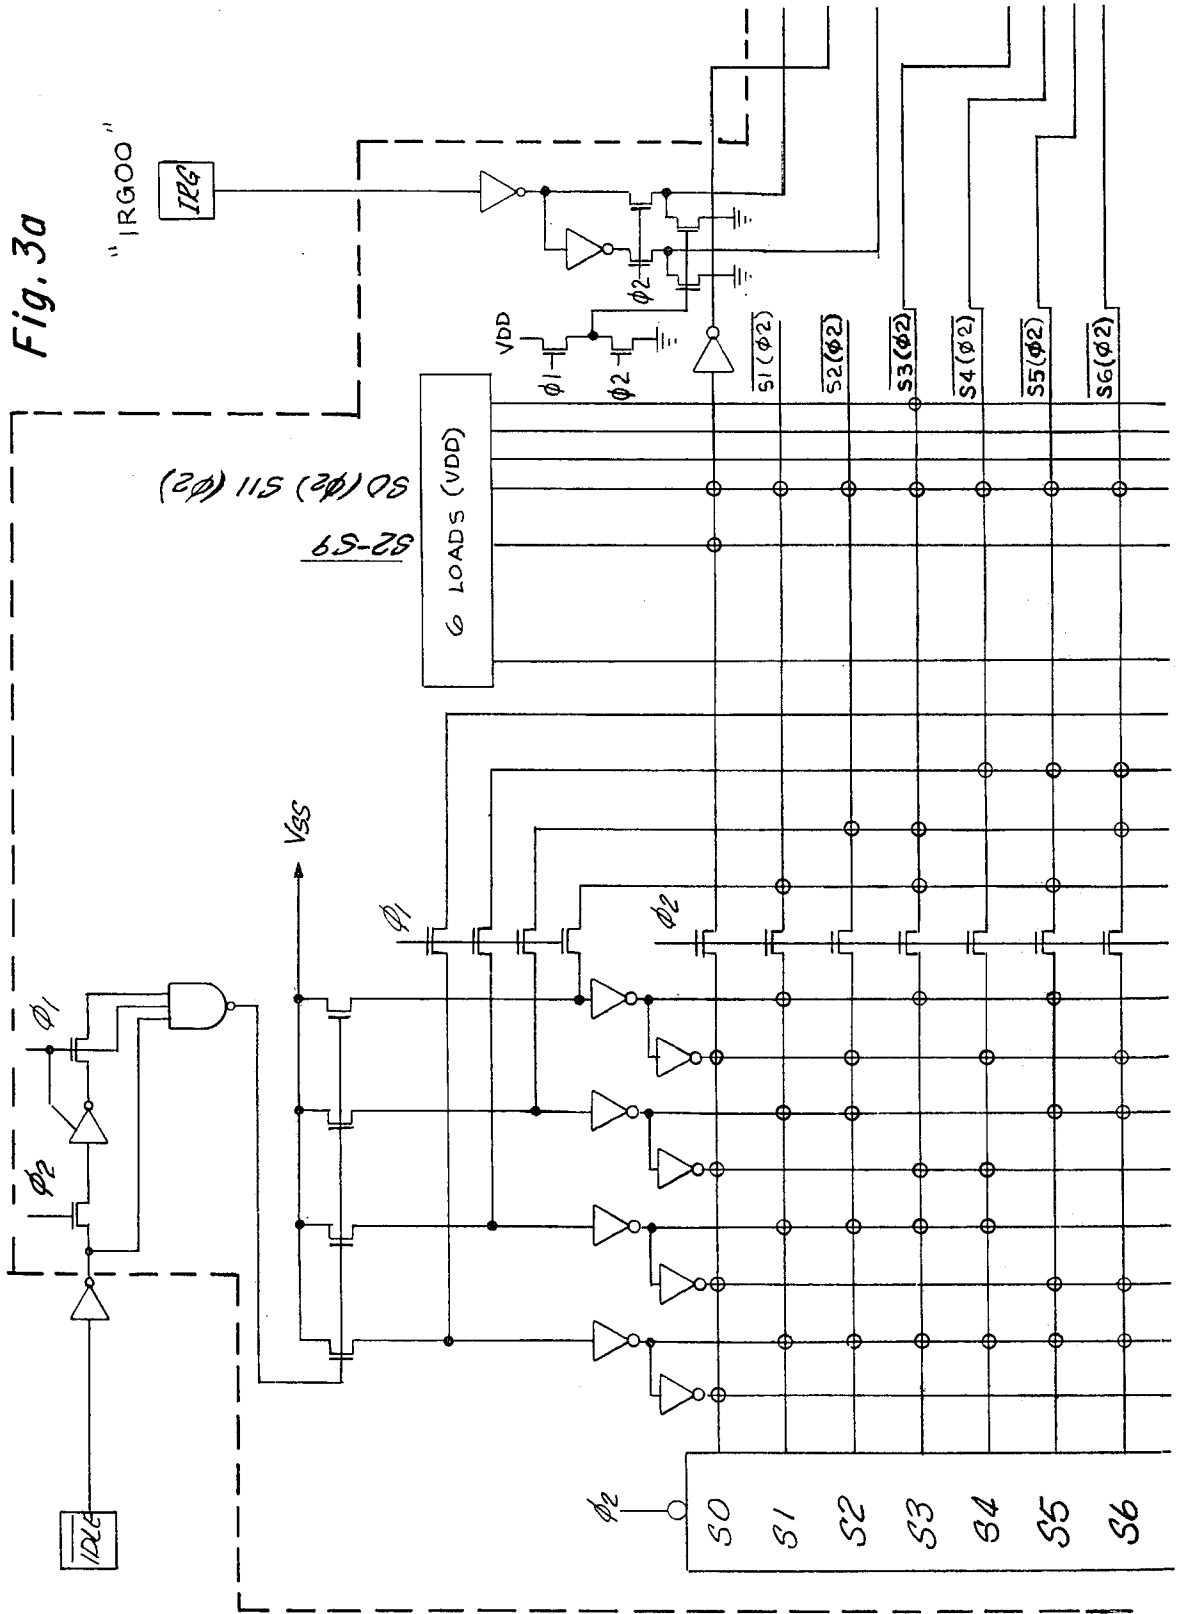 Fig. 3a
"IRG00"
IRG
VDD
φ1
φ2
φ2
S0 (φ2) S11 (φ2)
S2-S9
6 LOADS (VDD)
S1(φ2)
S2(φ2)
S3(φ2)
S4(φ2)
S5(φ2)
S6(φ2)
VSS
φ1
φ2
φ1
φ2
IDLE
φ2
S0
S1
S2
S3
S4
S5
S6